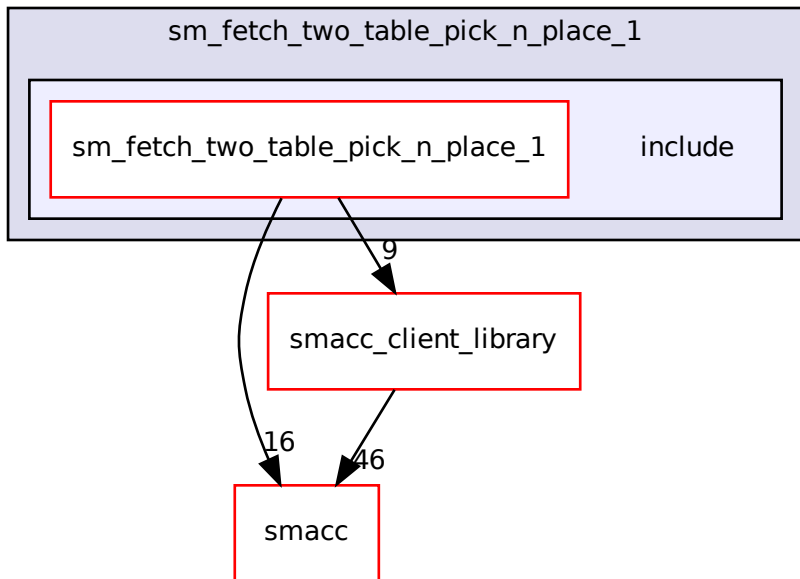 sm_fetch_two_table_pick_n_place_1
sm_fetch_two_table_pick_n_place_1
include
9
smacc_client_library
16
46
smacc